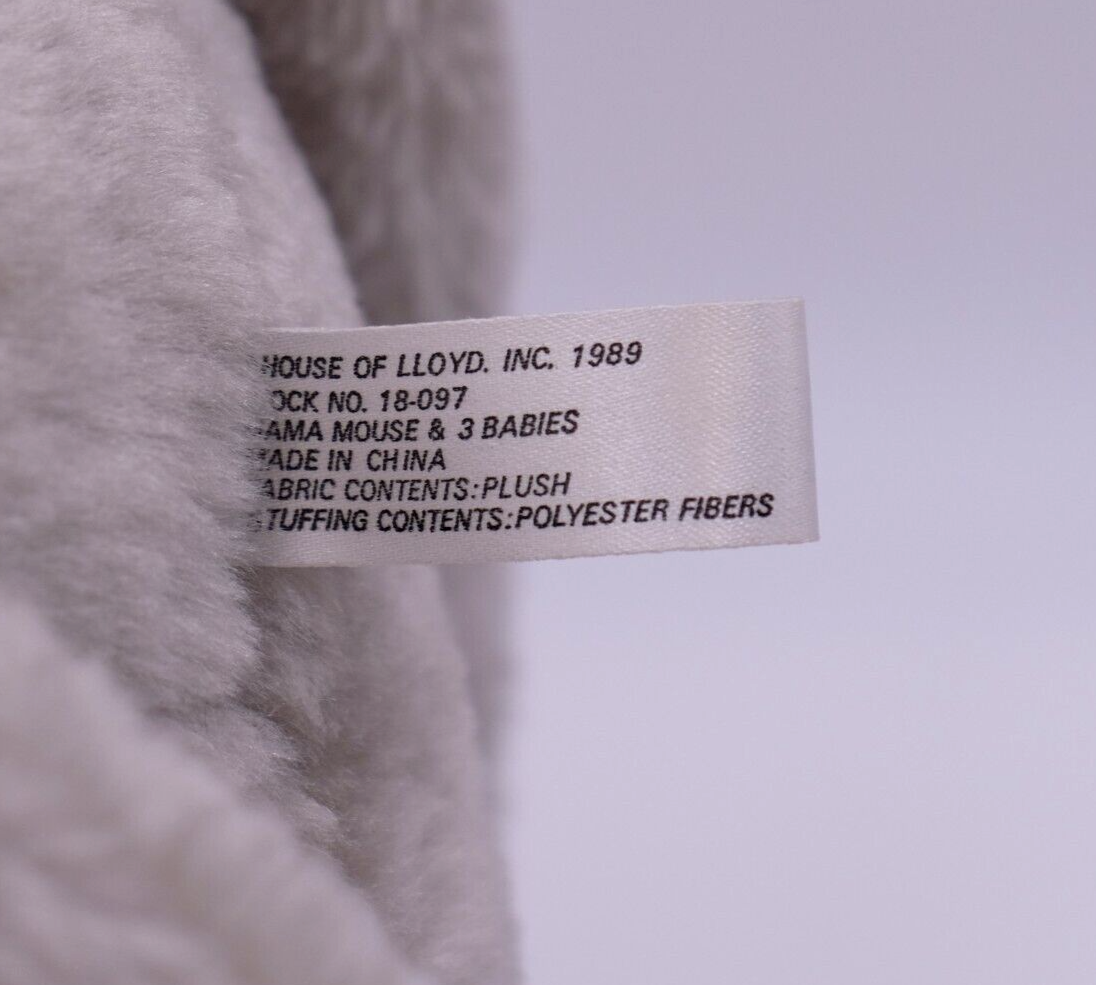 HOUSE OF LLOYD. INC. 1989
OCK NO. 18-097
AMA MOUSE & 3 BABIES
ADE IN CHINA
ABRIC CONTENTS:PLUSH
STUFFING CONTENTS:POLYESTER FIBERS